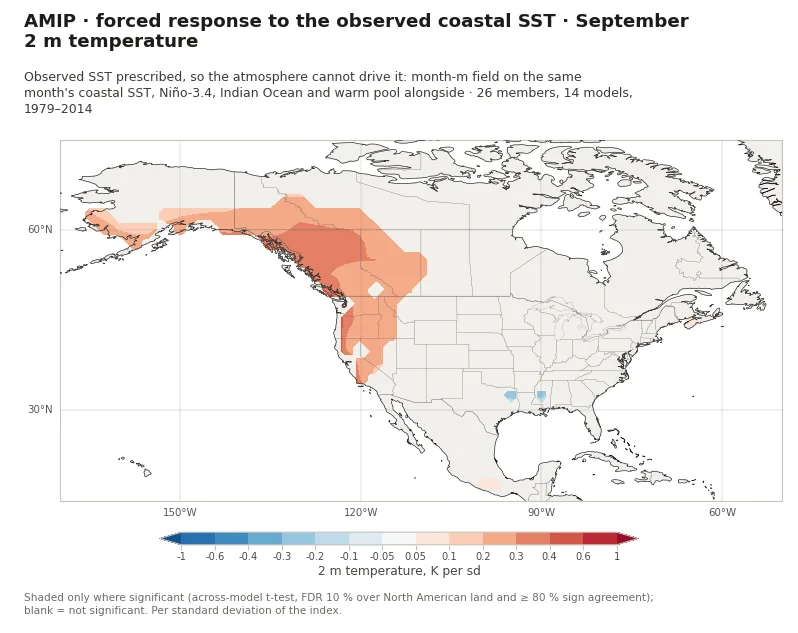 AMIP · forced response to the observed coastal SST · September
2 m temperature
Observed SST prescribed, so the atmosphere cannot drive it: month-m field on the same
month's coastal SST, Niño-3.4, Indian Ocean and warm pool alongside · 26 members, 14 models,
1979–2014
60°N
30°N
150°W 120°W 90°W 60°W
-1 -0.6 -0.4 -0.3 -0.2 -0.1 -0.05 0.05 0.1 0.2 0.3 0.4 0.6 1
2 m temperature, K per sd
Shaded only where significant (across-model t-test, FDR 10 % over North American land and ≥ 80 % sign agreement);
blank = not significant. Per standard deviation of the index.